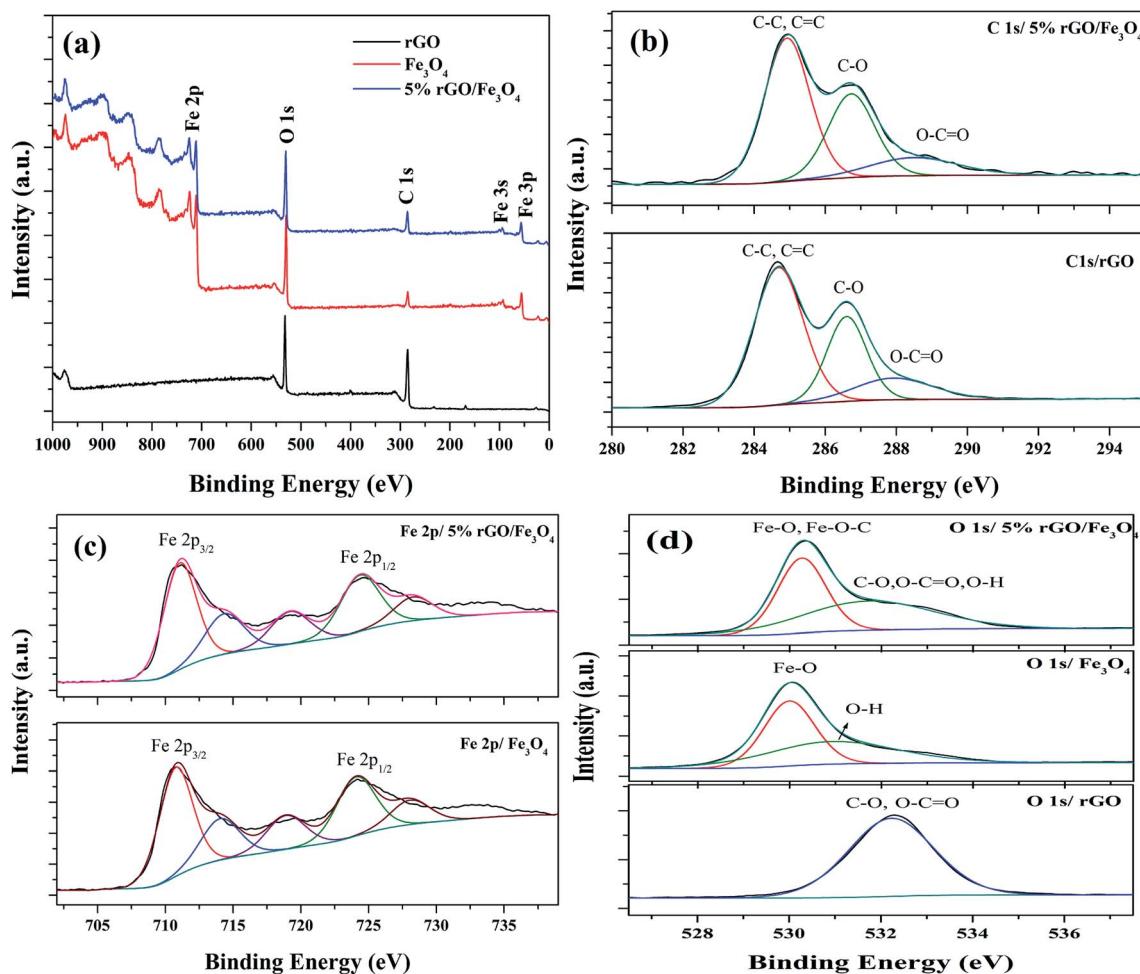 (a)
rGO
Fe₃O₄
5% rGO/Fe₃O₄
Fe 2p
O 1s
C 1s
Fe 3s
Fe 3p
Intensity (a.u.)
1000 900 800 700 600 500 400 300 200 100 0
Binding Energy (eV)
(b)
C 1s/ 5% rGO/Fe₃O₄
C-C, C=C
C-O
O-C=O
C1s/rGO
C-C, C=C
C-O
O-C=O
Intensity (a.u.)
280 282 284 286 288 290 292 294
Binding Energy (eV)
(c)
Fe 2p/ 5% rGO/Fe₃O₄
Fe 2p₃/₂
Fe 2p₁/₂
Fe 2p/ Fe₃O₄
Fe 2p₃/₂
Fe 2p₁/₂
Intensity (a.u.)
705 710 715 720 725 730 735
Binding Energy (eV)
(d)
O 1s/ 5% rGO/Fe₃O₄
Fe-O, Fe-O-C
C-O,O-C=O,O-H
O 1s/ Fe₃O₄
Fe-O
O-H
O 1s/ rGO
C-O, O-C=O
Intensity (a.u.)
528 530 532 534 536
Binding Energy (eV)